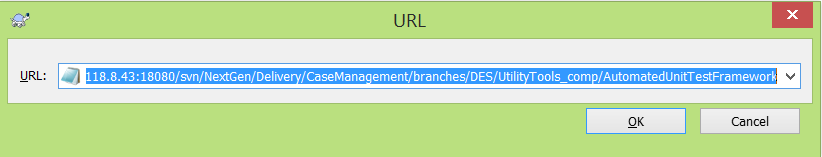 URL
URL: 118.8.43:18080/svn/NextGen/Delivery/CaseManagement/branches/DES/UtilityTools_comp/AutomatedUnitTestFramework
OK Cancel